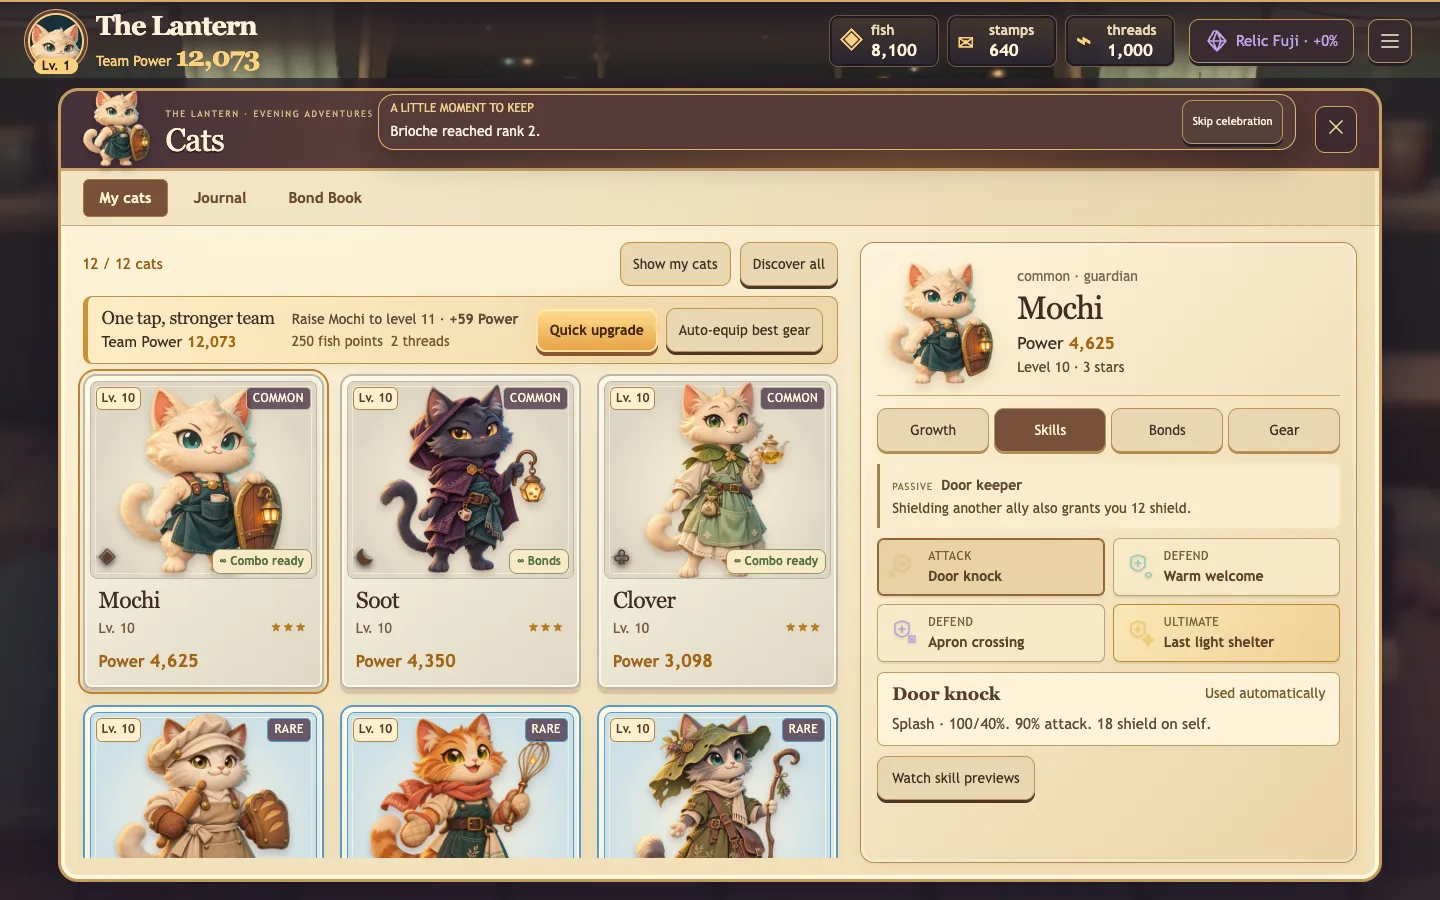 The Lantern
Lv. 1
Team Power 12,073
fish
8,100
stamps
640
threads
1,000
Relic Fuji · +0%
THE LANTERN · EVENING ADVENTURES
Cats
A LITTLE MOMENT TO KEEP
Brioche reached rank 2.
Skip celebration
My cats
Journal
Bond Book
12 / 12 cats
Show my cats
Discover all
One tap, stronger team
Team Power 12,073
Raise Mochi to level 11 · +59 Power
250 fish points 2 threads
Quick upgrade
Auto-equip best gear
Lv. 10
COMMON
∞ Combo ready
Mochi
Lv. 10 ★★★
Power 4,625
Lv. 10
COMMON
∞ Bonds
Soot
Lv. 10 ★★★
Power 4,350
Lv. 10
COMMON
∞ Combo ready
Clover
Lv. 10 ★★★
Power 3,098
Lv. 10
RARE
Lv. 10
RARE
Lv. 10
RARE
common · guardian
Mochi
Power 4,625
Level 10 · 3 stars
Growth
Skills
Bonds
Gear
PASSIVE Door keeper
Shielding another ally also grants you 12 shield.
ATTACK
Door knock
DEFEND
Warm welcome
DEFEND
Apron crossing
ULTIMATE
Last light shelter
Door knock
Used automatically
Splash · 100/40%. 90% attack. 18 shield on self.
Watch skill previews